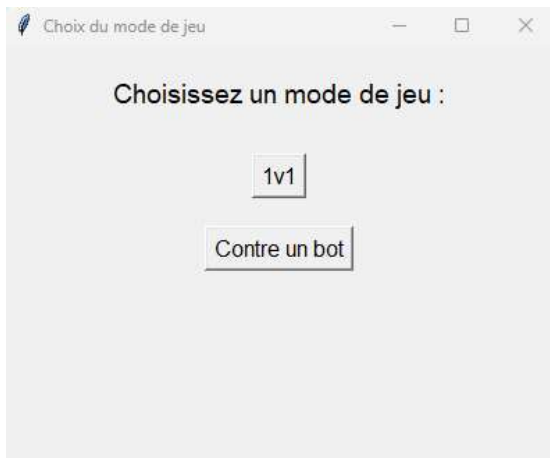 Choix du mode de jeu
Choisissez un mode de jeu :
1v1
Contre un bot